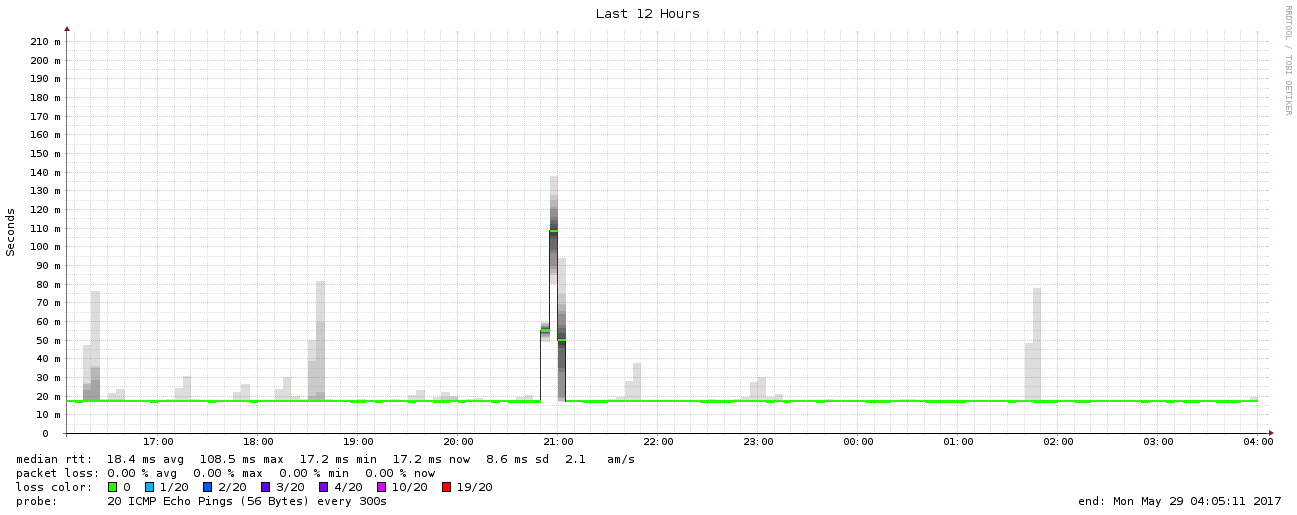 Last 12 Hours
RRDTOOL / TOBI OETIKER
Seconds
210 m
200 m
190 m
180 m
170 m
160 m
150 m
140 m
130 m
120 m
110 m
100 m
90 m
80 m
70 m
60 m
50 m
40 m
30 m
20 m
10 m
0
17:00 18:00 19:00 20:00 21:00 22:00 23:00 00:00 01:00 02:00 03:00 04:00
median rtt: 18.4 ms avg 108.5 ms max 17.2 ms min 17.2 ms now 8.6 ms sd 2.1 am/s
packet loss: 0.00 % avg 0.00 % max 0.00 % min 0.00 % now
loss color: 0 1/20 2/20 3/20 4/20 10/20 19/20
probe: 20 ICMP Echo Pings (56 Bytes) every 300s end: Mon May 29 04:05:11 2017